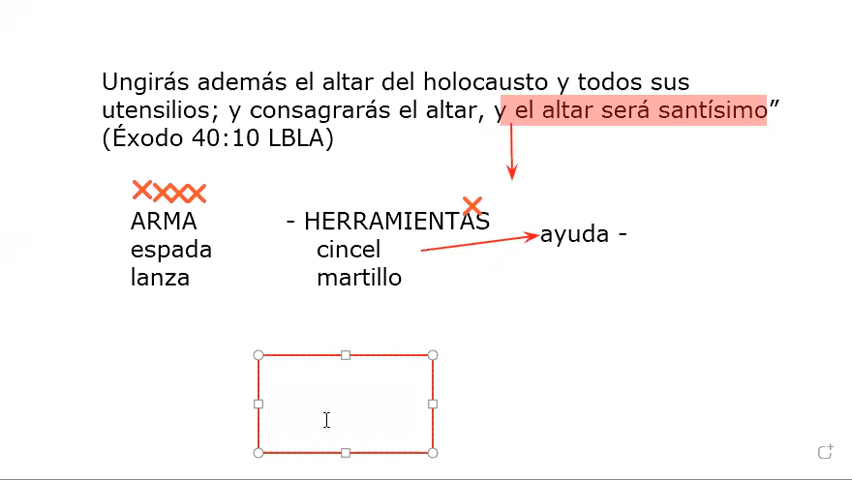 Ungirás además el altar del holocausto y todos sus
utensilios; y consagrarás el altar, y el altar será santísimo”
(Éxodo 40:10 LBLA)
ARMA - HERRAMIENTAS
espada cincel ayuda -
lanza martillo